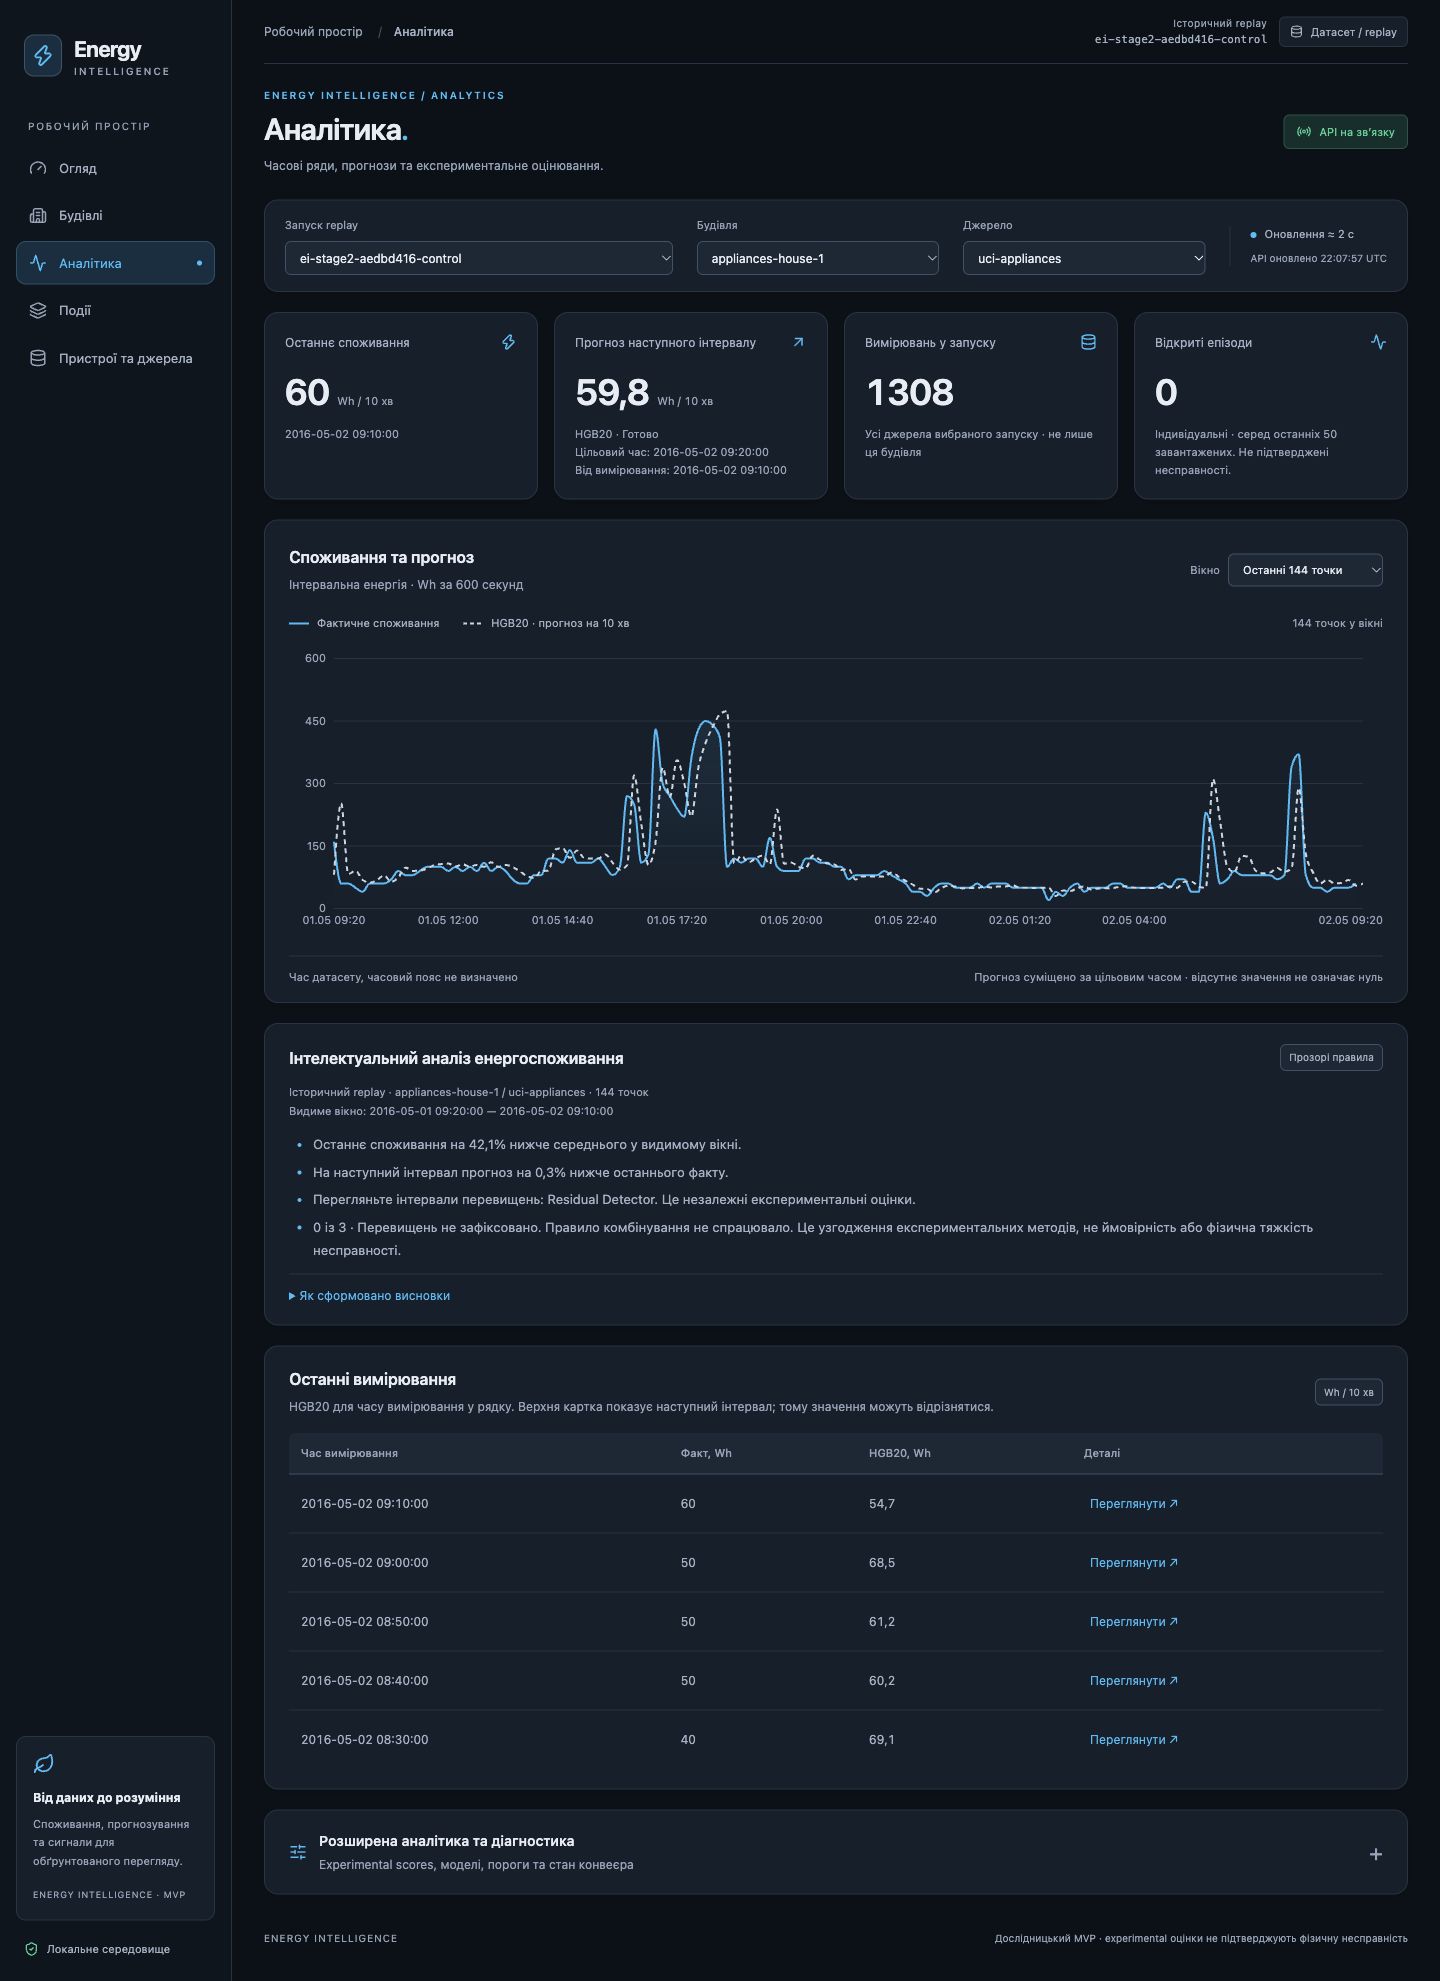 Energy
INTELLIGENCE
РОБОЧИЙ ПРОСТІР
Огляд
Будівлі
Аналітика
Події
Пристрої та джерела
Від даних до розуміння
Споживання, прогнозування
та сигнали для
обґрунтованого перегляду.
ENERGY INTELLIGENCE · MVP
Локальне середовище
Робочий простір / Аналітика
Історичний replay
ei-stage2-aedbd416-control
Датасет / replay
ENERGY INTELLIGENCE / ANALYTICS
Аналітика.
Часові ряди, прогнози та експериментальне оцінювання.
API на зв’язку
Запуск replay
ei-stage2-aedbd416-control
Будівля
appliances-house-1
Джерело
uci-appliances
Оновлення ≈ 2 с
API оновлено 22:07:57 UTC
Останнє споживання
60 Wh / 10 хв
2016-05-02 09:10:00
Прогноз наступного інтервалу
59,8 Wh / 10 хв
HGB20 · Готово
Цільовий час: 2016-05-02 09:20:00
Від вимірювання: 2016-05-02 09:10:00
Вимірювань у запуску
1308
Усі джерела вибраного запуску · не лише
ця будівля
Відкриті епізоди
0
Індивідуальні · серед останніх 50
завантажених. Не підтверджені
несправності.
Споживання та прогноз
Інтервальна енергія · Wh за 600 секунд
Вікно
Останні 144 точки
Фактичне споживання
HGB20 · прогноз на 10 хв
144 точок у вікні
600
450
300
150
0
01.05 09:20 01.05 12:00 01.05 14:40 01.05 17:20 01.05 20:00 01.05 22:40 02.05 01:20 02.05 04:00 02.05 09:20
Час датасету, часовий пояс не визначено
Прогноз суміщено за цільовим часом · відсутнє значення не означає нуль
Інтелектуальний аналіз енергоспоживання
Прозорі правила
Історичний replay · appliances-house-1 / uci-appliances · 144 точок
Видиме вікно: 2016-05-01 09:20:00 — 2016-05-02 09:10:00
• Останнє споживання на 42,1% нижче середнього у видимому вікні.
• На наступний інтервал прогноз на 0,3% нижче останнього факту.
• Перегляньте інтервали перевищень: Residual Detector. Це незалежні експериментальні оцінки.
• 0 із 3 · Перевищень не зафіксовано. Правило комбінування не спрацювало. Це узгодження експериментальних методів, не ймовірність або фізична тяжкість
несправності.
▶ Як сформовано висновки
Останні вимірювання
HGB20 для часу вимірювання у рядку. Верхня картка показує наступний інтервал; тому значення можуть відрізнятися.
Wh / 10 хв
Час вимірювання Факт, Wh HGB20, Wh Деталі
2016-05-02 09:10:00 60 54,7 Переглянути ↗
2016-05-02 09:00:00 50 68,5 Переглянути ↗
2016-05-02 08:50:00 50 61,2 Переглянути ↗
2016-05-02 08:40:00 50 60,2 Переглянути ↗
2016-05-02 08:30:00 40 69,1 Переглянути ↗
Розширена аналітика та діагностика
Experimental scores, моделі, пороги та стан конвеєра
+
ENERGY INTELLIGENCE
Дослідницький MVP · experimental оцінки не підтверджують фізичну несправність